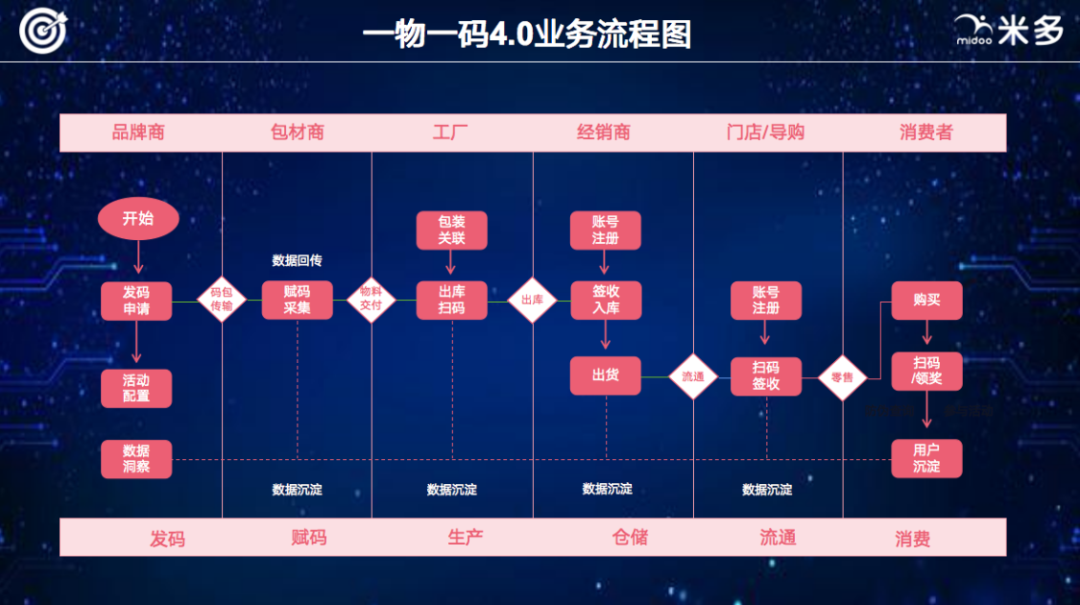 一物一码4.0业务流程图
midoo 米多
品牌商
包材商
工厂
经销商
门店/导购
消费者
开始
包装
关联
账号
注册
数据回传
发码
申请
码包
传输
赋码
采集
物料
交付
出库
扫码
出库
签收
入库
账号
注册
购买
活动
配置
出货
流通
扫码
签收
零售
扫码
/领奖
数据
洞察
用户
沉淀
数据沉淀
数据沉淀
数据沉淀
数据沉淀
发码
赋码
生产
仓储
流通
消费